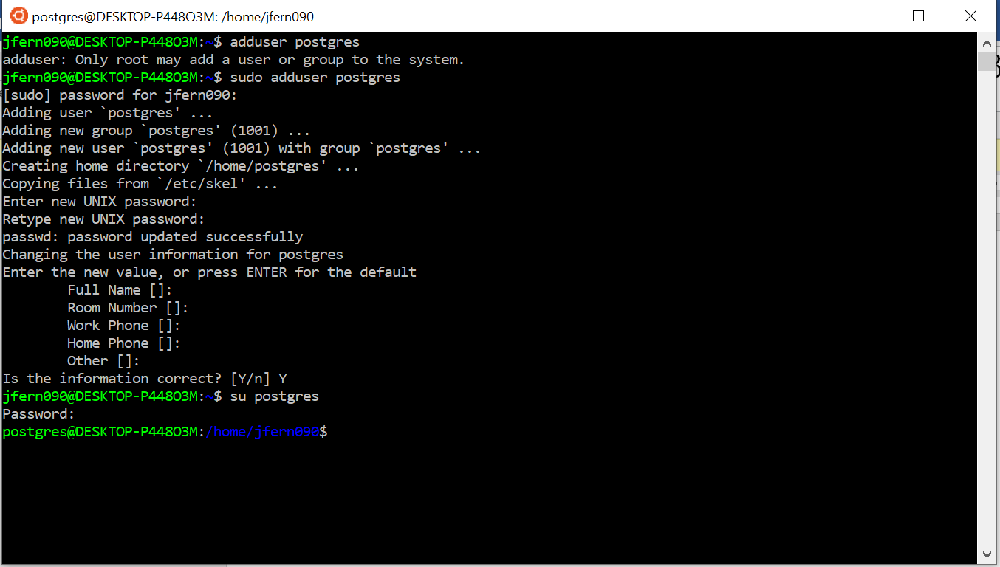 postgres@DESKTOP-P448O3M: /home/jfern090
jfern090@DESKTOP-P448O3M:~$ adduser postgres
adduser: Only root may add a user or group to the system.
jfern090@DESKTOP-P448O3M:~$ sudo adduser postgres
[sudo] password for jfern090:
Adding user `postgres' ...
Adding new group `postgres' (1001) ...
Adding new user `postgres' (1001) with group `postgres' ...
Creating home directory `/home/postgres' ...
Copying files from `/etc/skel' ...
Enter new UNIX password:
Retype new UNIX password:
passwd: password updated successfully
Changing the user information for postgres
Enter the new value, or press ENTER for the default
        Full Name []:
        Room Number []:
        Work Phone []:
        Home Phone []:
        Other []:
Is the information correct? [Y/n] Y
jfern090@DESKTOP-P448O3M:~$ su postgres
Password:
postgres@DESKTOP-P448O3M:/home/jfern090$